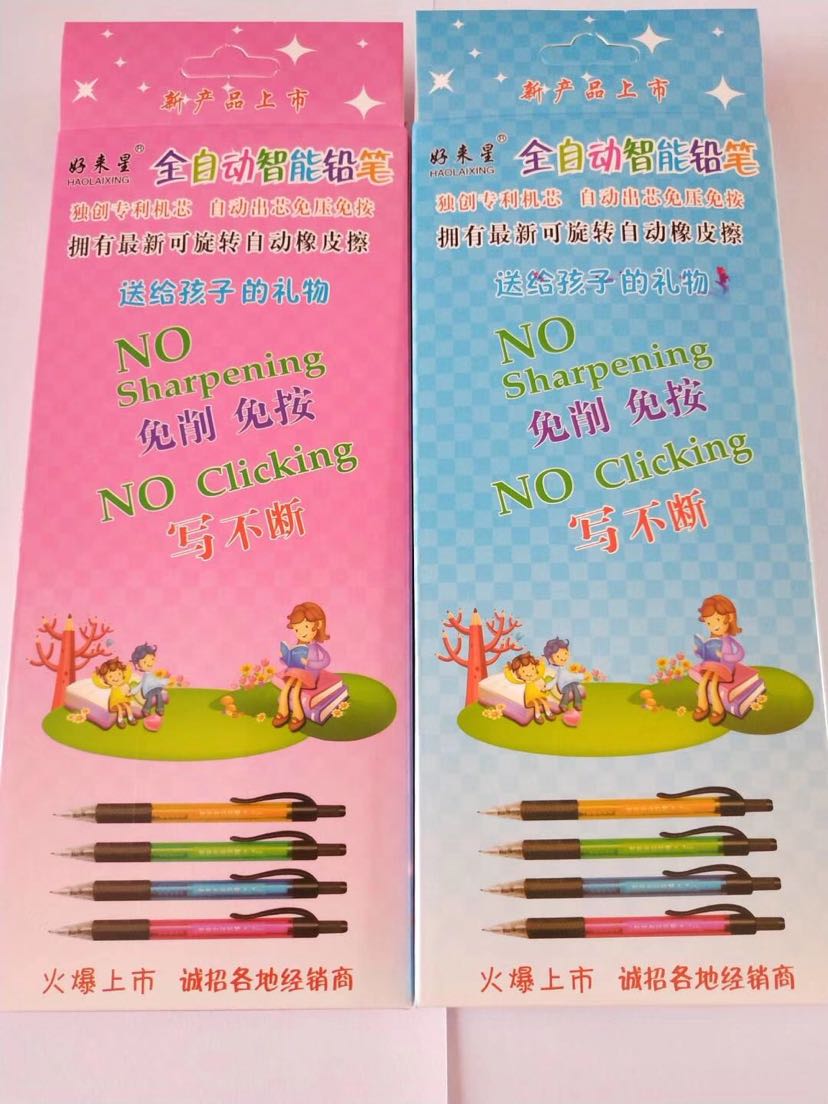 新产品上市
好来星®
HAOLAIXING
全自动智能铅笔
独创专利机芯 自动出芯免压免按
拥有最新可旋转自动橡皮擦
送给孩子的礼物
NO
Sharpening
免削 免按
NO Clicking
写不断
火爆上市 诚招各地经销商
新产品上市
好来星®
HAOLAIXING
全自动智能铅笔
独创专利机芯 自动出芯免压免按
拥有最新可旋转自动橡皮擦
送给孩子的礼物
NO
Sharpening
免削 免按
NO Clicking
写不断
火爆上市 诚招各地经销商